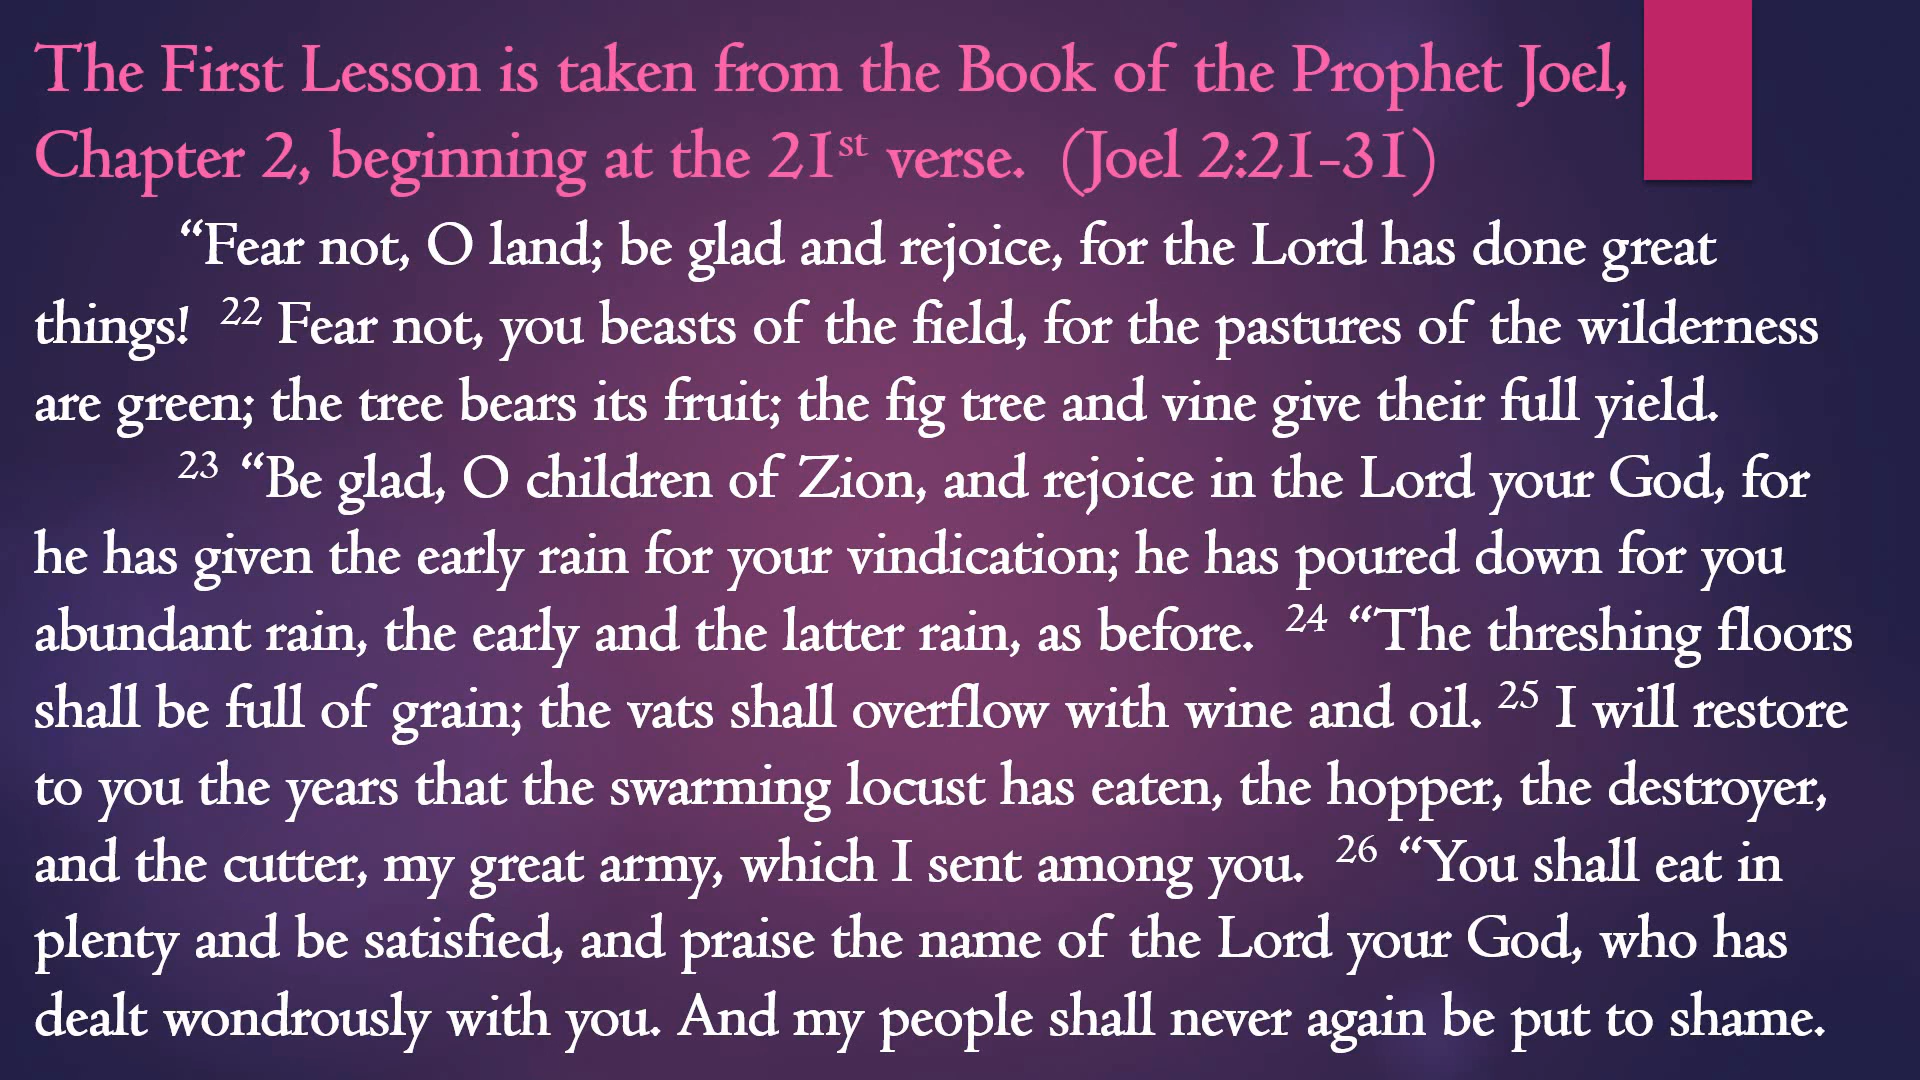 The First Lesson is taken from the Book of the Prophet Joel,
Chapter 2, beginning at the 21st verse. (Joel 2:21-31)
“Fear not, O land; be glad and rejoice, for the Lord has done great
things! 22 Fear not, you beasts of the field, for the pastures of the wilderness
are green; the tree bears its fruit; the fig tree and vine give their full yield.
23 “Be glad, O children of Zion, and rejoice in the Lord your God, for
he has given the early rain for your vindication; he has poured down for you
abundant rain, the early and the latter rain, as before. 24 “The threshing floors
shall be full of grain; the vats shall overflow with wine and oil. 25 I will restore
to you the years that the swarming locust has eaten, the hopper, the destroyer,
and the cutter, my great army, which I sent among you. 26 “You shall eat in
plenty and be satisfied, and praise the name of the Lord your God, who has
dealt wondrously with you. And my people shall never again be put to shame.